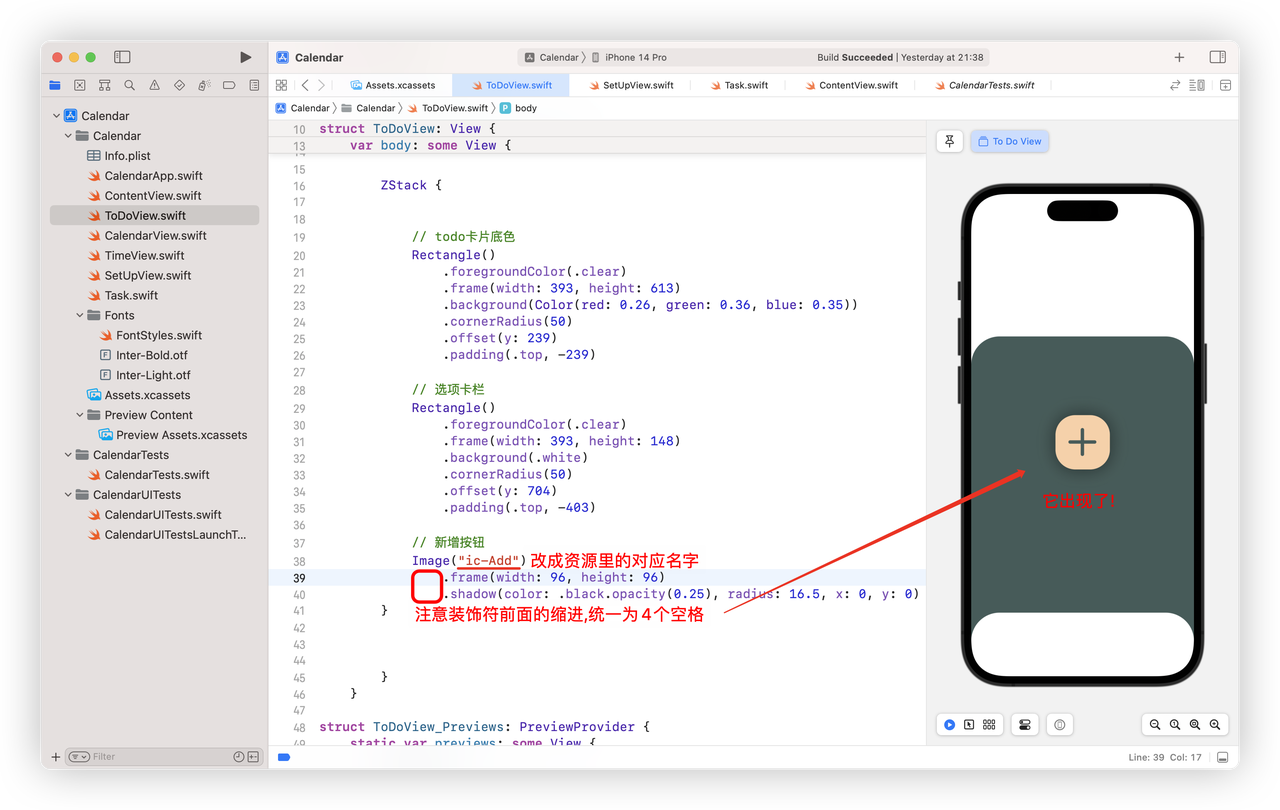 Calendar
Calendar 〉 iPhone 14 Pro
Build Succeeded | Yesterday at 21:38
Assets.xcassets
ToDoView.swift
SetUpView.swift
Task.swift
ContentView.swift
CalendarTests.swift
Calendar 〉 Calendar 〉 ToDoView.swift 〉 P body
Calendar
Calendar
Info.plist
CalendarApp.swift
ContentView.swift
ToDoView.swift
CalendarView.swift
TimeView.swift
SetUpView.swift
Task.swift
Fonts
FontStyles.swift
Inter-Bold.otf
Inter-Light.otf
Assets.xcassets
Preview Content
Preview Assets.xcassets
CalendarTests
CalendarTests.swift
CalendarUITests
CalendarUITests.swift
CalendarUITestsLaunchT...
Filter
10 struct ToDoView: View {
13 var body: some View {
14
15
16 ZStack {
17
18
19 // todo卡片底色
20 Rectangle()
21 .foregroundColor(.clear)
22 .frame(width: 393, height: 613)
23 .background(Color(red: 0.26, green: 0.36, blue: 0.35))
24 .cornerRadius(50)
25 .offset(y: 239)
26 .padding(.top, -239)
27
28 // 选项卡栏
29 Rectangle()
30 .foregroundColor(.clear)
31 .frame(width: 393, height: 148)
32 .background(.white)
33 .cornerRadius(50)
34 .offset(y: 704)
35 .padding(.top, -403)
36
37 // 新增按钮
38 Image("ic-Add") 改成资源里的对应名字
39 .frame(width: 96, height: 96)
40 .shadow(color: .black.opacity(0.25), radius: 16.5, x: 0, y: 0)
41 }
注意装饰符前面的缩进,统一为4个空格
42
43
44
45 }
46 }
47
48 struct ToDoView_Previews: PreviewProvider {
49 static var previews: some View {
To Do View
它出现了!
Line: 39 Col: 17